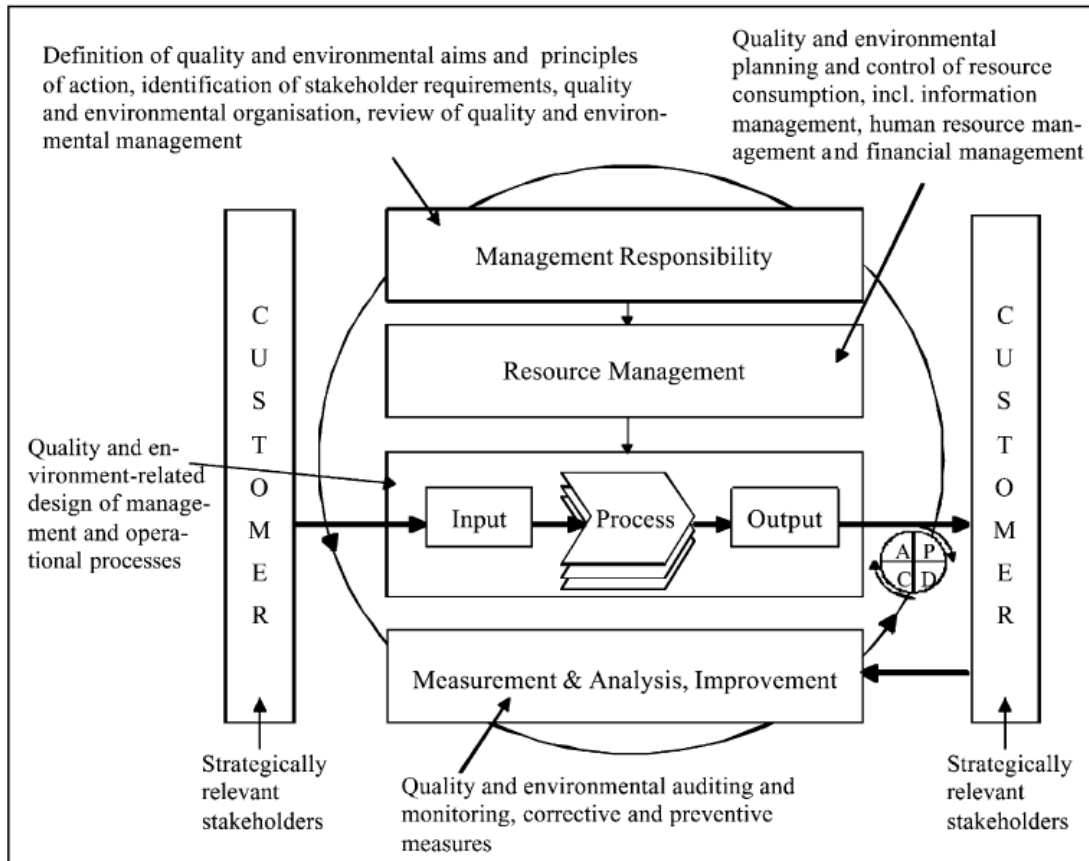 Definition of quality and environmental aims and principles
of action, identification of stakeholder requirements, quality
and environmental organisation, review of quality and environ-
mental management
Quality and environmental
planning and control of resource
consumption, incl. information
management, human resource man-
agement and financial management
Management Responsibility
Resource Management
CUSTOMER
Quality and en-
vironment-related
design of manage-
ment and opera-
tional processes
Input
Process
Output
A P
C D
CUSTOMER
Measurement & Analysis, Improvement
Strategically
relevant
stakeholders
Quality and environmental auditing and
monitoring, corrective and preventive
measures
Strategically
relevant
stakeholders